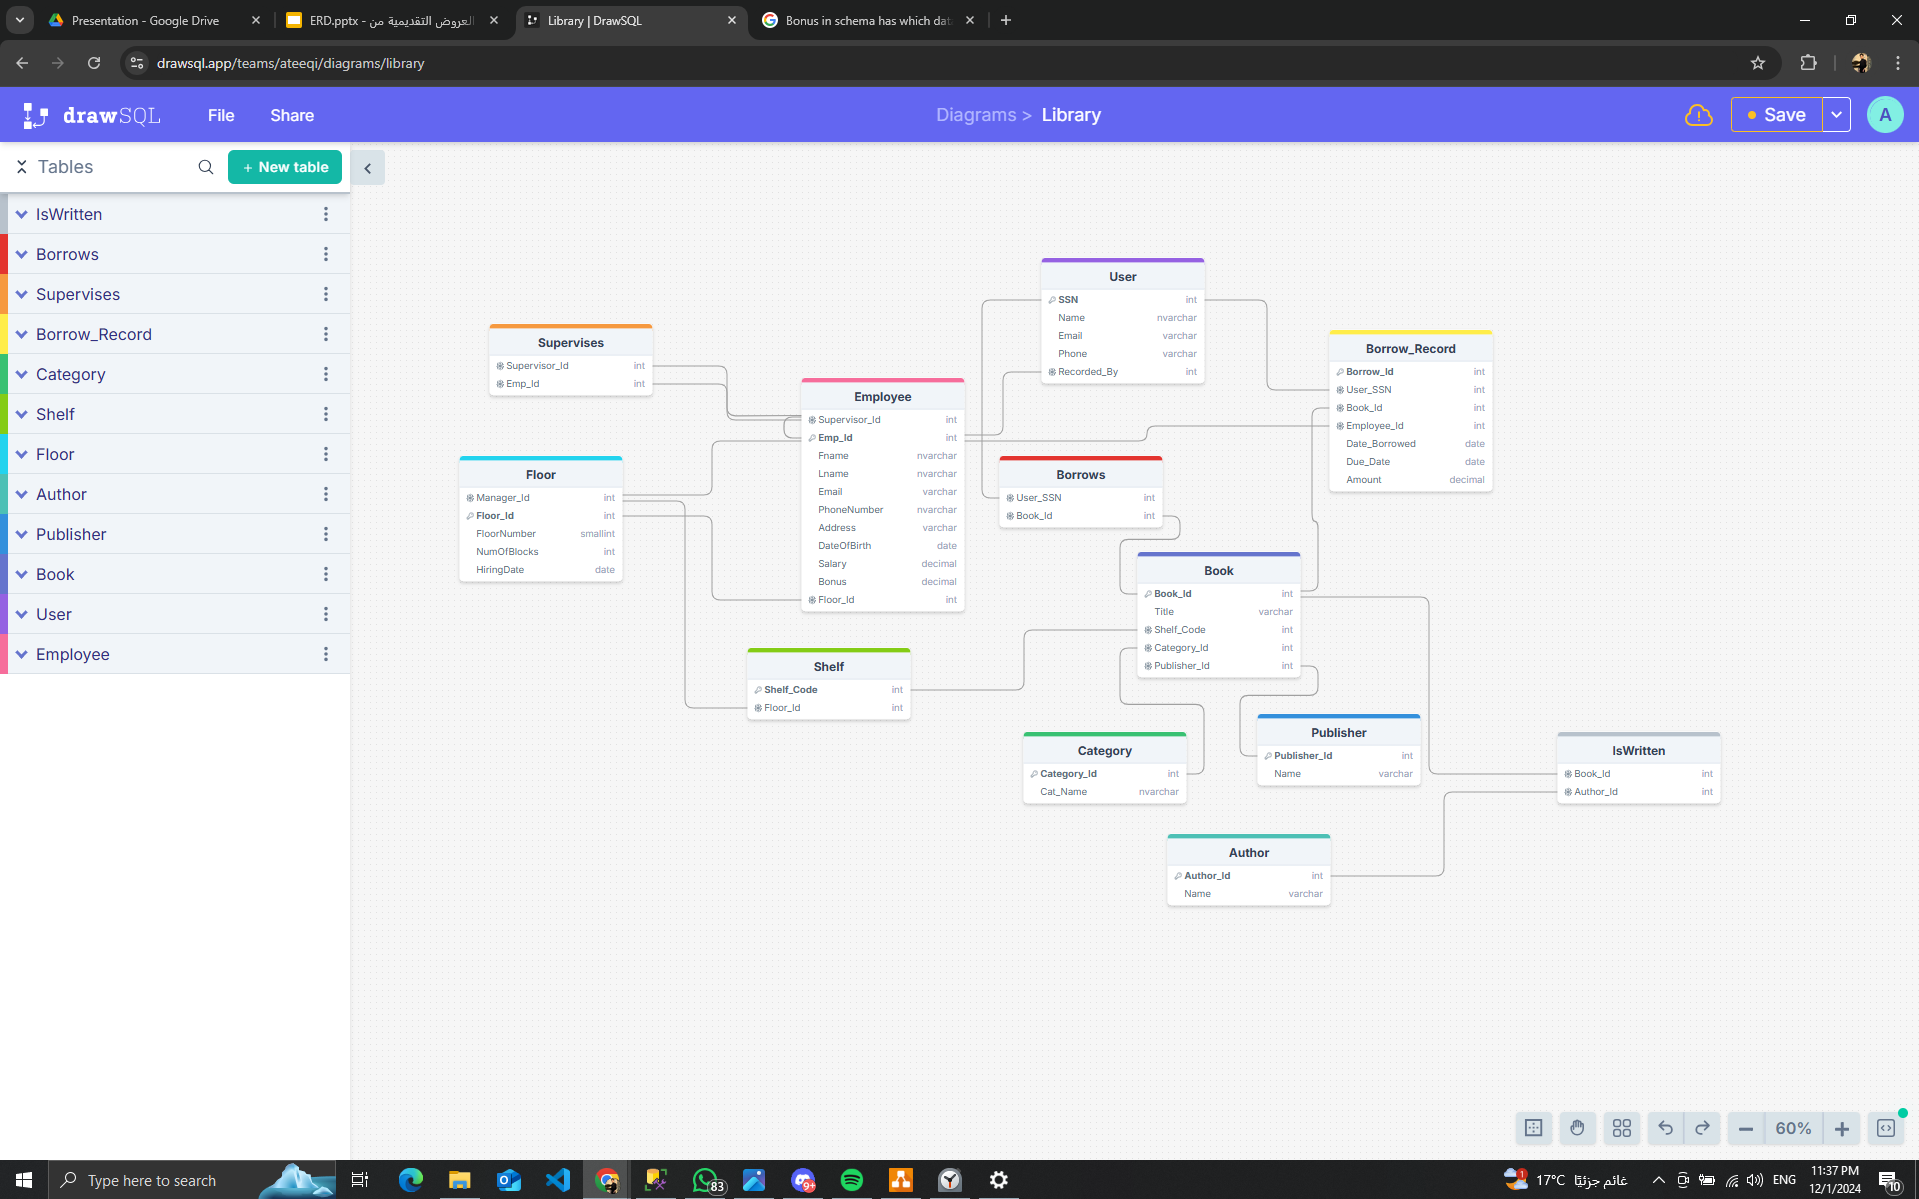 Presentation - Google Drive
ERD.pptx - العروض التقديمية من
Library | DrawSQL
Bonus in schema has which dat
drawsql.app/teams/ateeqi/diagrams/library
drawSQL
File
Share
Diagrams > Library
Save
A
Tables
+ New table
IsWritten
Borrows
Supervises
Borrow_Record
Category
Shelf
Floor
Author
Publisher
Book
User
Employee
Supervises
Supervisor_Id int
Emp_Id int
Floor
Manager_Id int
Floor_Id int
FloorNumber smallint
NumOfBlocks int
HiringDate date
Employee
Supervisor_Id int
Emp_Id int
Fname nvarchar
Lname nvarchar
Email varchar
PhoneNumber nvarchar
Address varchar
DateOfBirth date
Salary decimal
Bonus decimal
Floor_Id int
User
SSN int
Name nvarchar
Email varchar
Phone varchar
Recorded_By int
Borrow_Record
Borrow_Id int
User_SSN int
Book_Id int
Employee_Id int
Date_Borrowed date
Due_Date date
Amount decimal
Borrows
User_SSN int
Book_Id int
Book
Book_Id int
Title varchar
Shelf_Code int
Category_Id int
Publisher_Id int
Shelf
Shelf_Code int
Floor_Id int
Category
Category_Id int
Cat_Name nvarchar
Publisher
Publisher_Id int
Name varchar
IsWritten
Book_Id int
Author_Id int
Author
Author_Id int
Name varchar
60%
Type here to search
83
9+
1
17°C غائم جزئيًا
ENG
11:37 PM
12/1/2024
10